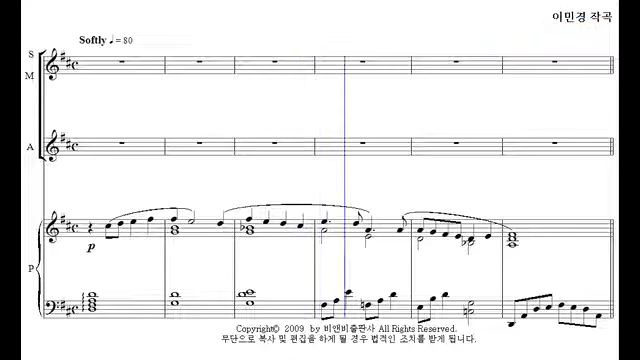 이민경 작곡
Softly ♩= 80
S
M
A
p
P
Copyright© 2009 by 비앤비출판사 All Rights Reserved.
무단으로 복사 및 편집을 하게 될 경우 법적인 조치를 받게 됩니다.